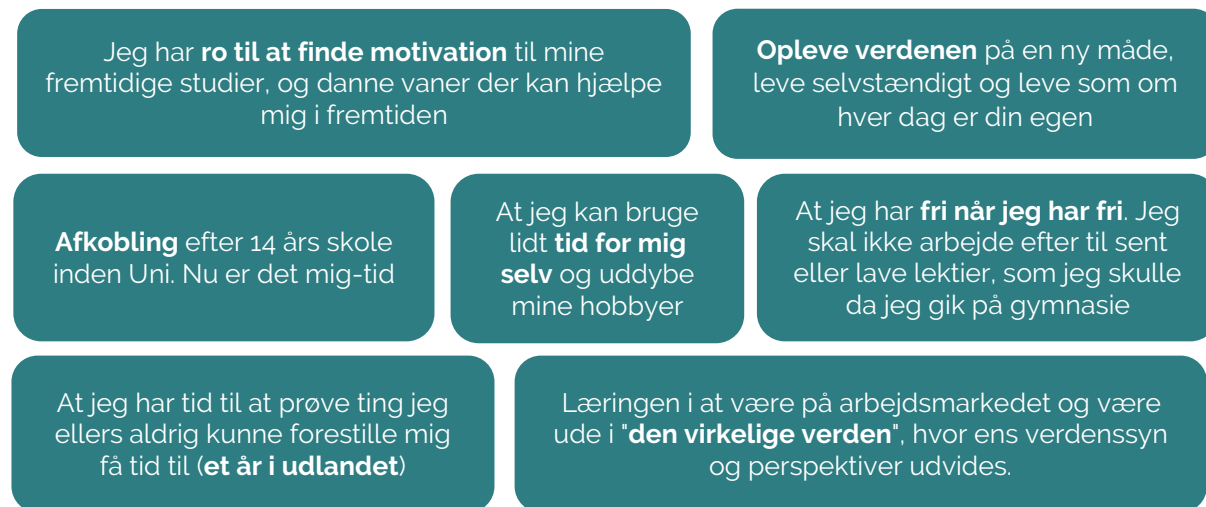 Jeg har ro til at finde motivation til mine
fremtidige studier, og danne vaner der kan hjælpe
mig i fremtiden
Opleve verdenen på en ny måde,
leve selvstændigt og leve som om
hver dag er din egen
Afkobling efter 14 års skole
inden Uni. Nu er det mig-tid
At jeg kan bruge
lidt tid for mig
selv og uddybe
mine hobbyer
At jeg har fri når jeg har fri. Jeg
skal ikke arbejde efter til sent
eller lave lektier, som jeg skulle
da jeg gik på gymnasie
At jeg har tid til at prøve ting jeg
ellers aldrig kunne forestille mig
få tid til (et år i udlandet)
Læringen i at være på arbejdsmarkedet og være
ude i "den virkelige verden", hvor ens verdenssyn
og perspektiver udvides.